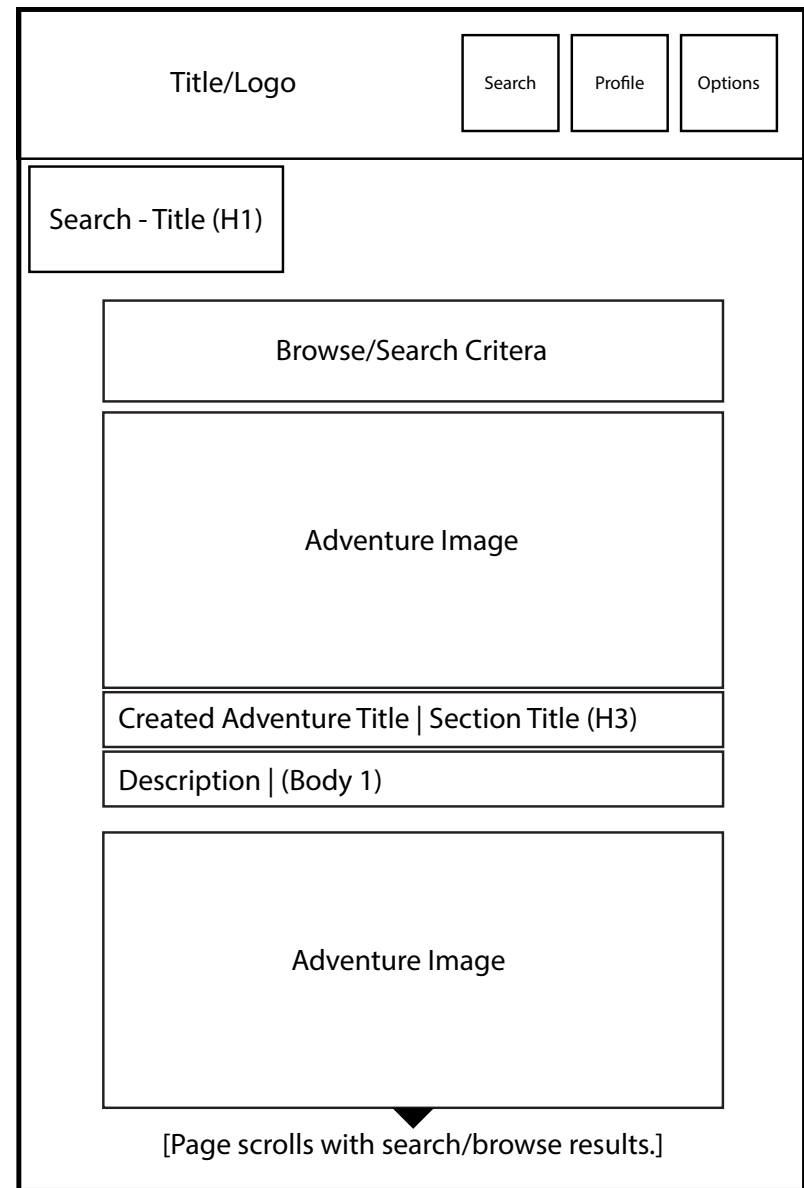 Title/Logo
Search
Profile
Options
Search - Title (H1)
Browse/Search Critera
Adventure Image
Created Adventure Title | Section Title (H3)
Description | (Body 1)
Adventure Image
[Page scrolls with search/browse results.]